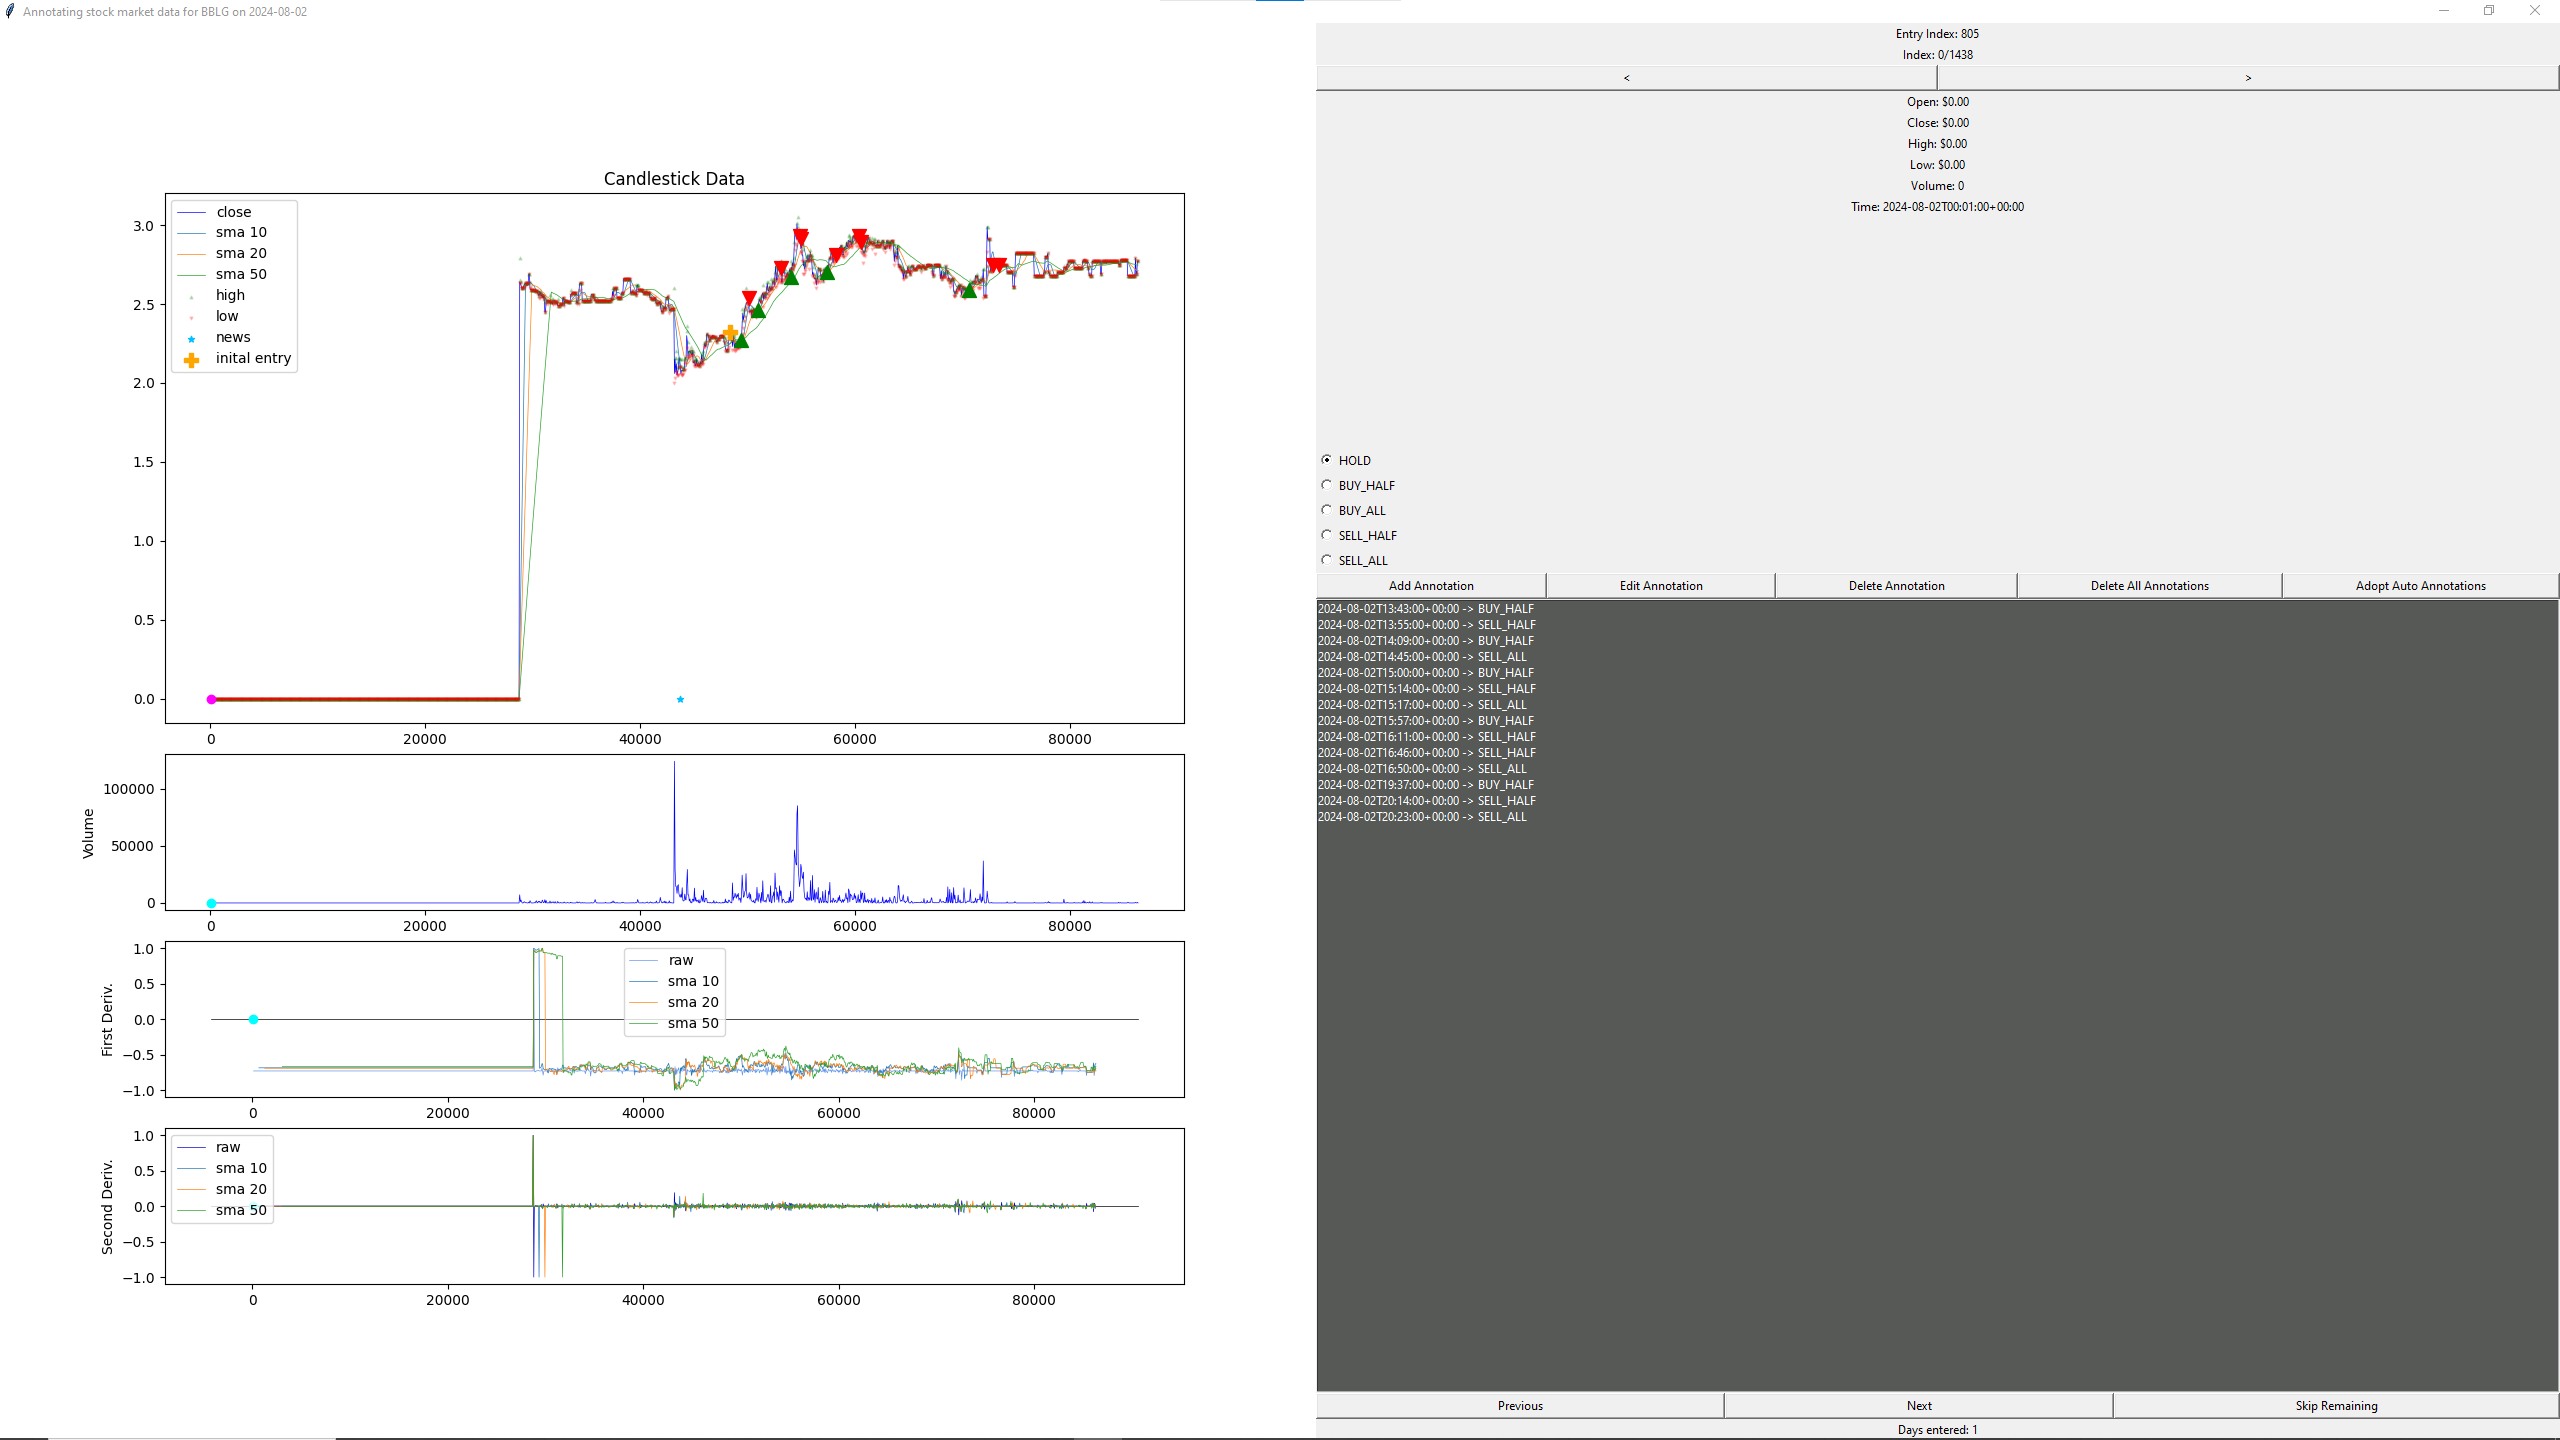 Annotating stock market data for BBLG on 2024-08-02
Candlestick Data
close
sma 10
sma 20
sma 50
high
low
news
inital entry
3.0
2.5
2.0
1.5
1.0
0.5
0.0
0 20000 40000 60000 80000
Volume
100000
50000
0
0 20000 40000 60000 80000
First Deriv.
1.0
0.5
0.0
−0.5
−1.0
raw
sma 10
sma 20
sma 50
0 20000 40000 60000 80000
Second Deriv.
1.0
0.5
0.0
−0.5
−1.0
raw
sma 10
sma 20
sma 50
0 20000 40000 60000 80000
Entry Index: 805
Index: 0/1438
< >
Open: $0.00
Close: $0.00
High: $0.00
Low: $0.00
Volume: 0
Time: 2024-08-02T00:01:00+00:00
HOLD
BUY_HALF
BUY_ALL
SELL_HALF
SELL_ALL
Add Annotation Edit Annotation Delete Annotation Delete All Annotations Adopt Auto Annotations
2024-08-02T13:43:00+00:00 -> BUY_HALF
2024-08-02T13:55:00+00:00 -> SELL_HALF
2024-08-02T14:09:00+00:00 -> BUY_HALF
2024-08-02T14:45:00+00:00 -> SELL_ALL
2024-08-02T15:00:00+00:00 -> BUY_HALF
2024-08-02T15:14:00+00:00 -> SELL_HALF
2024-08-02T15:17:00+00:00 -> SELL_ALL
2024-08-02T15:57:00+00:00 -> BUY_HALF
2024-08-02T16:11:00+00:00 -> SELL_HALF
2024-08-02T16:46:00+00:00 -> SELL_HALF
2024-08-02T16:50:00+00:00 -> SELL_ALL
2024-08-02T19:37:00+00:00 -> BUY_HALF
2024-08-02T20:14:00+00:00 -> SELL_HALF
2024-08-02T20:23:00+00:00 -> SELL_ALL
Previous Next Skip Remaining
Days entered: 1